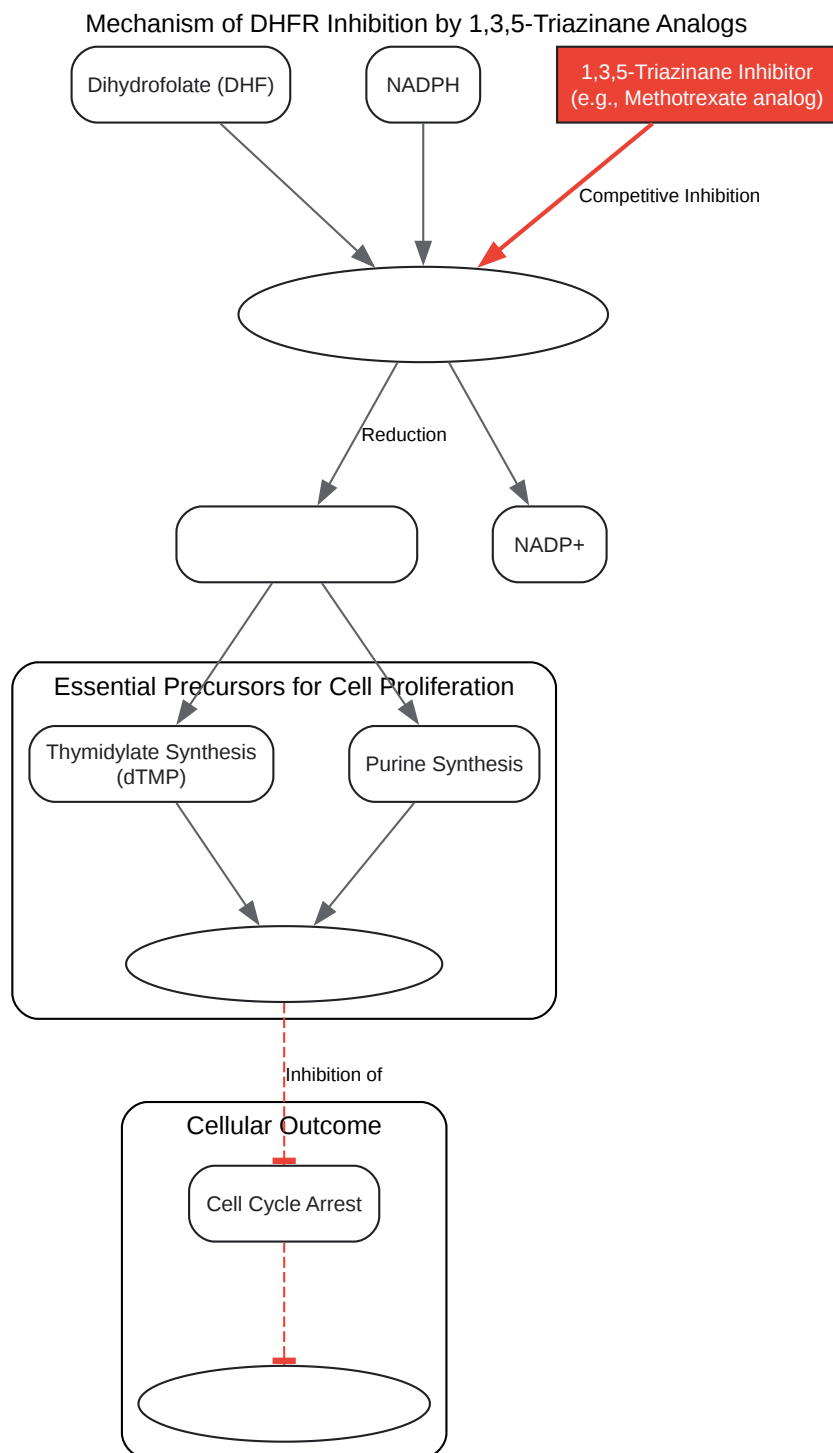 Mechanism of DHFR Inhibition by 1,3,5-Triazinane Analogs
Dihydrofolate (DHF)
NADPH
1,3,5-Triazinane Inhibitor
(e.g., Methotrexate analog)
Competitive Inhibition
Reduction
NADP+
Essential Precursors for Cell Proliferation
Thymidylate Synthesis
(dTMP)
Purine Synthesis
Inhibition of
Cellular Outcome
Cell Cycle Arrest